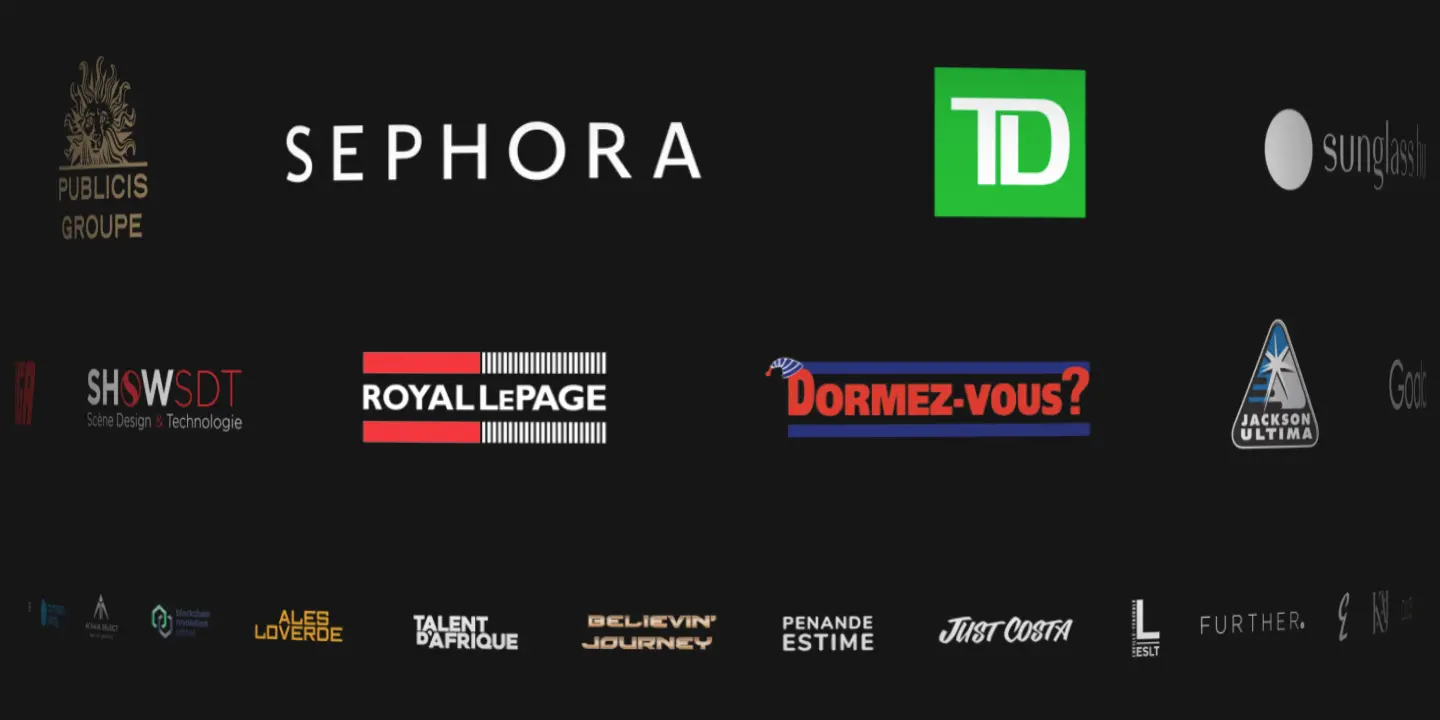 PUBLICIS
GROUPE
SEPHORA
TD
sunglass hu
SHOWSDT
Scène Design & Technologie
ROYAL LEPAGE
DORMEZ-VOUS?
JACKSON
ULTIMA
ALES
LOVERDE
TALENT
D'AFRIQUE
BELIEVIN'
JOURNEY
PENANDE
ESTIME
JUST COSTA
L
ESLT
FURTHER.